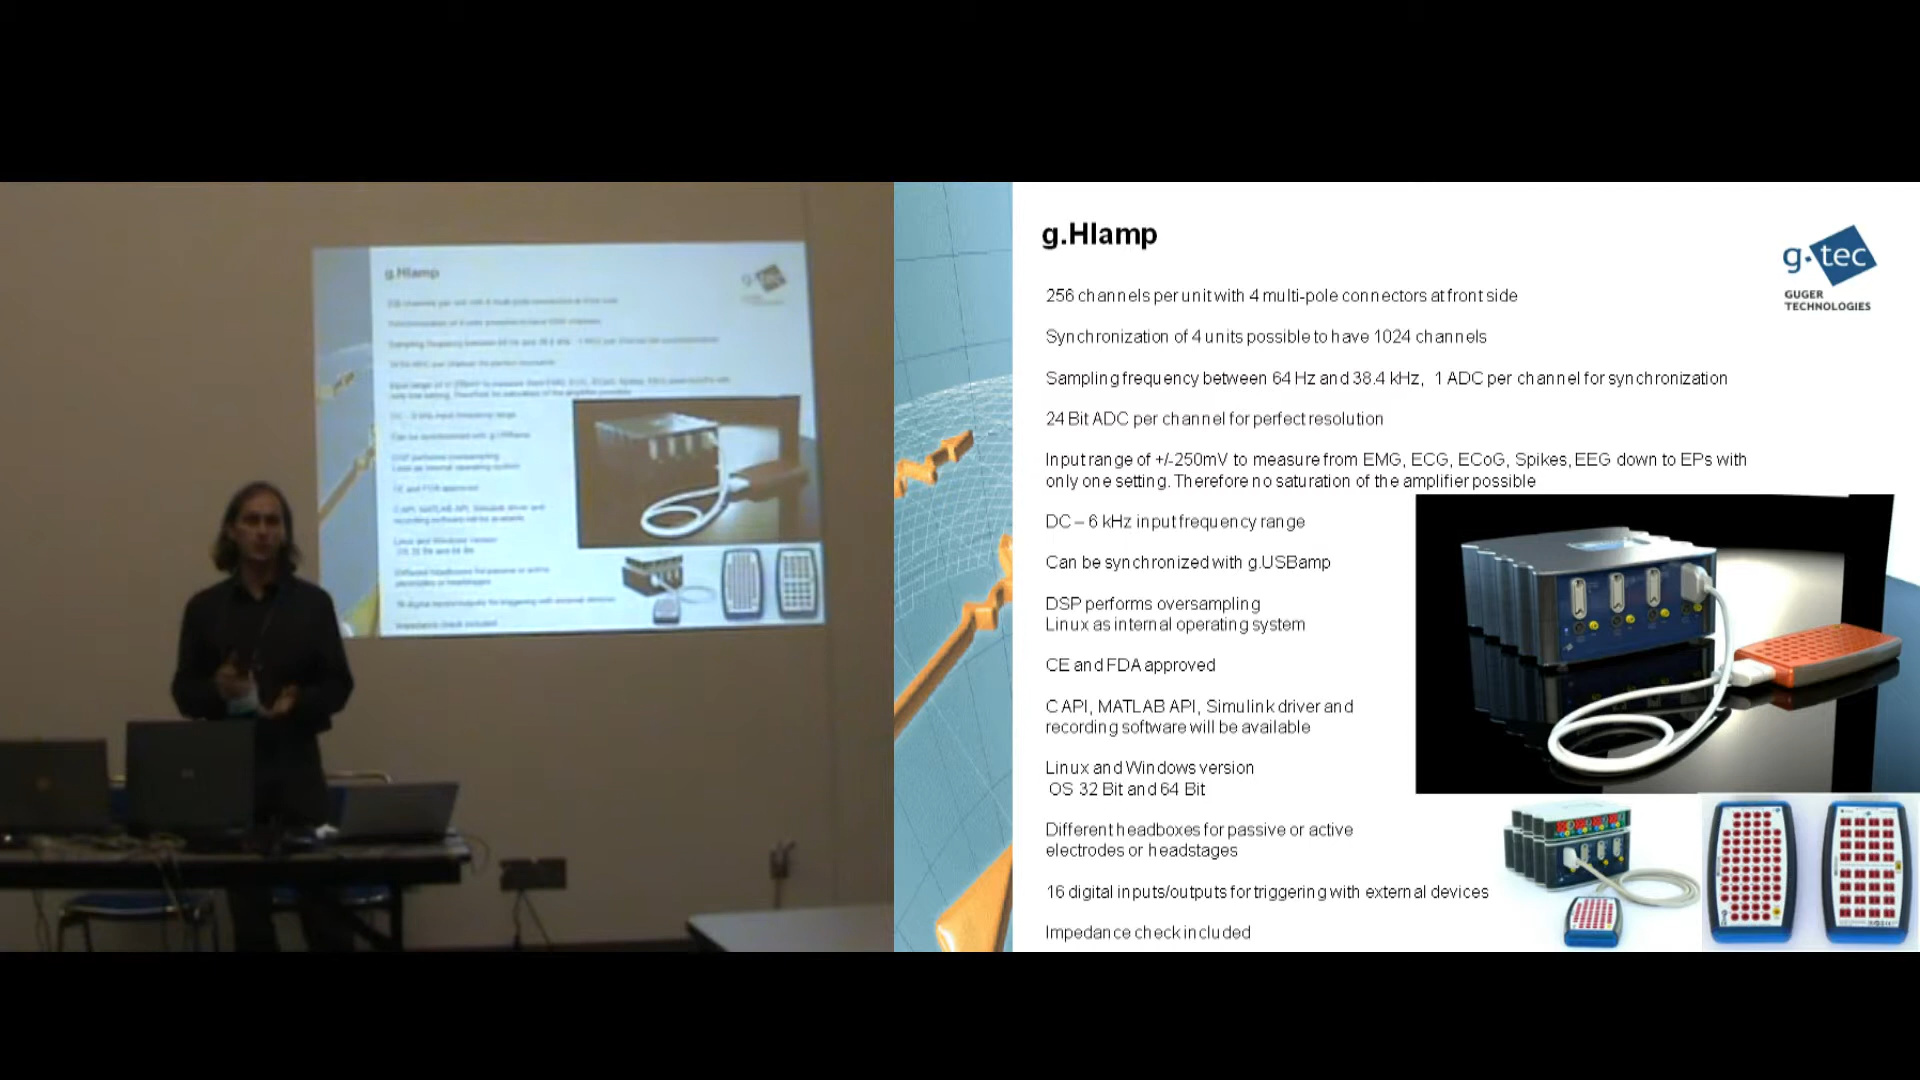 g.HIamp
g.tec
GUGER
TECHNOLOGIES
256 channels per unit with 4 multi-pole connectors at front side
Synchronization of 4 units possible to have 1024 channels
Sampling frequency between 64 Hz and 38.4 kHz, 1 ADC per channel for synchronization
24 Bit ADC per channel for perfect resolution
Input range of +/-250mV to measure from EMG, ECG, ECoG, Spikes, EEG down to EPs with
only one setting. Therefore no saturation of the amplifier possible
DC – 6 kHz input frequency range
Can be synchronized with g.USBamp
DSP performs oversampling
Linux as internal operating system
CE and FDA approved
C API, MATLAB API, Simulink driver and
recording software will be available
Linux and Windows version
OS 32 Bit and 64 Bit
Different headboxes for passive or active
electrodes or headstages
16 digital inputs/outputs for triggering with external devices
Impedance check included